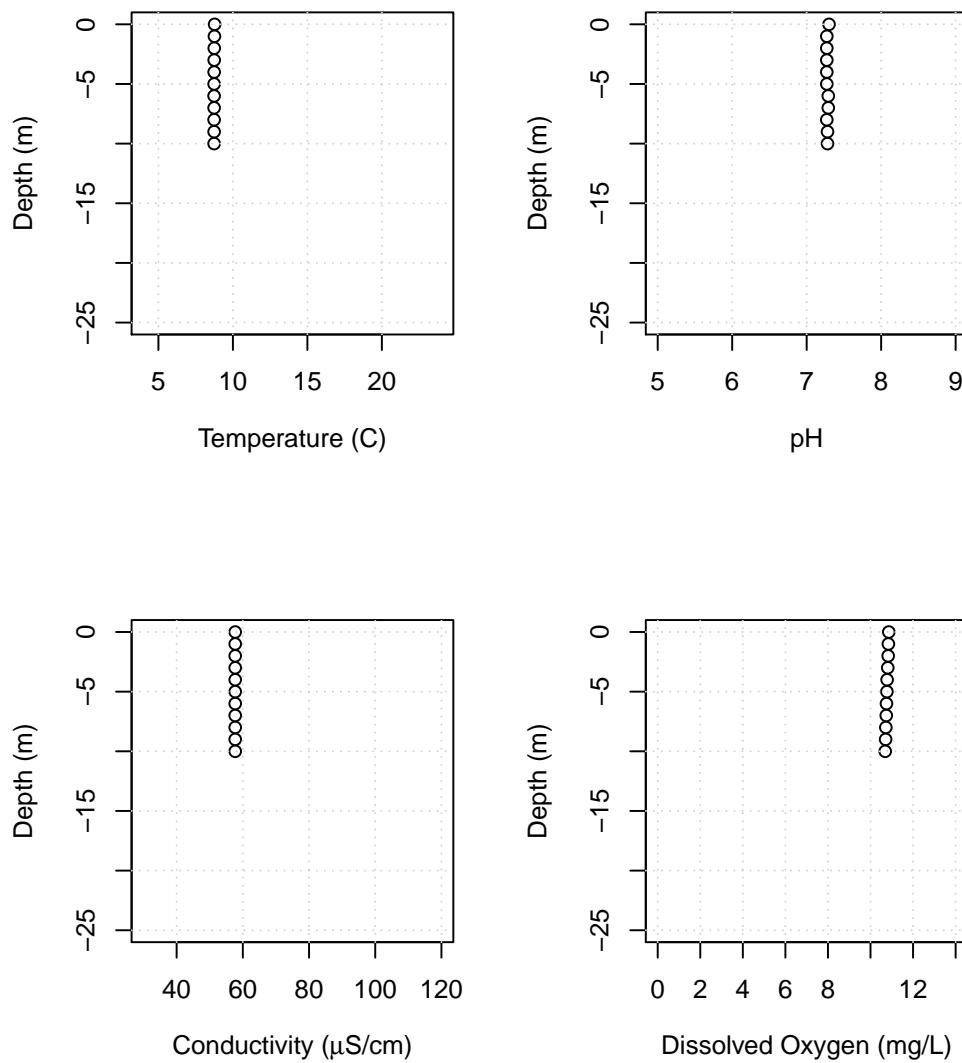 0
−5
−15
−25
Depth (m)
5 10 15 20
Temperature (C)
0
−5
−15
−25
Depth (m)
5 6 7 8 9
pH
0
−5
−15
−25
Depth (m)
40 60 80 100 120
Conductivity (μS/cm)
0
−5
−15
−25
Depth (m)
0 2 4 6 8 12
Dissolved Oxygen (mg/L)